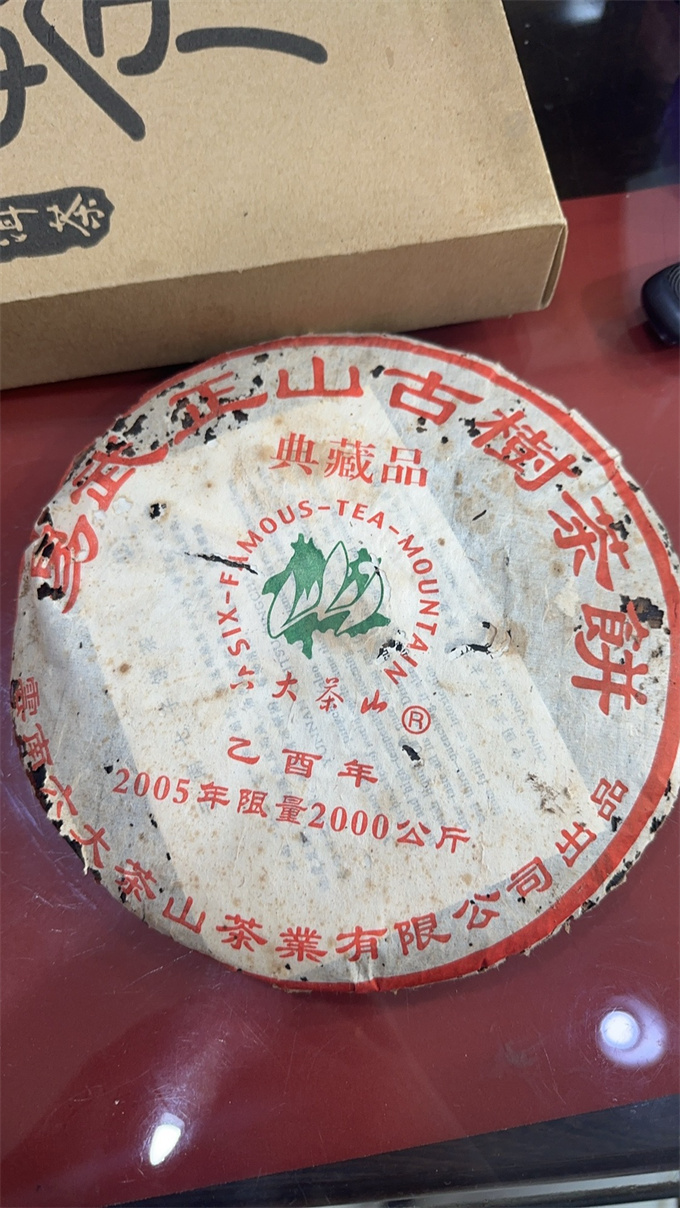 洱茶
易武正山古樹茶餅
典藏品
SIX-FAMOUS-TEA-MOUNTAIN
六大茶山
®
乙酉年
2005年限量2000公斤
雲南六大茶山茶業有限公司出品